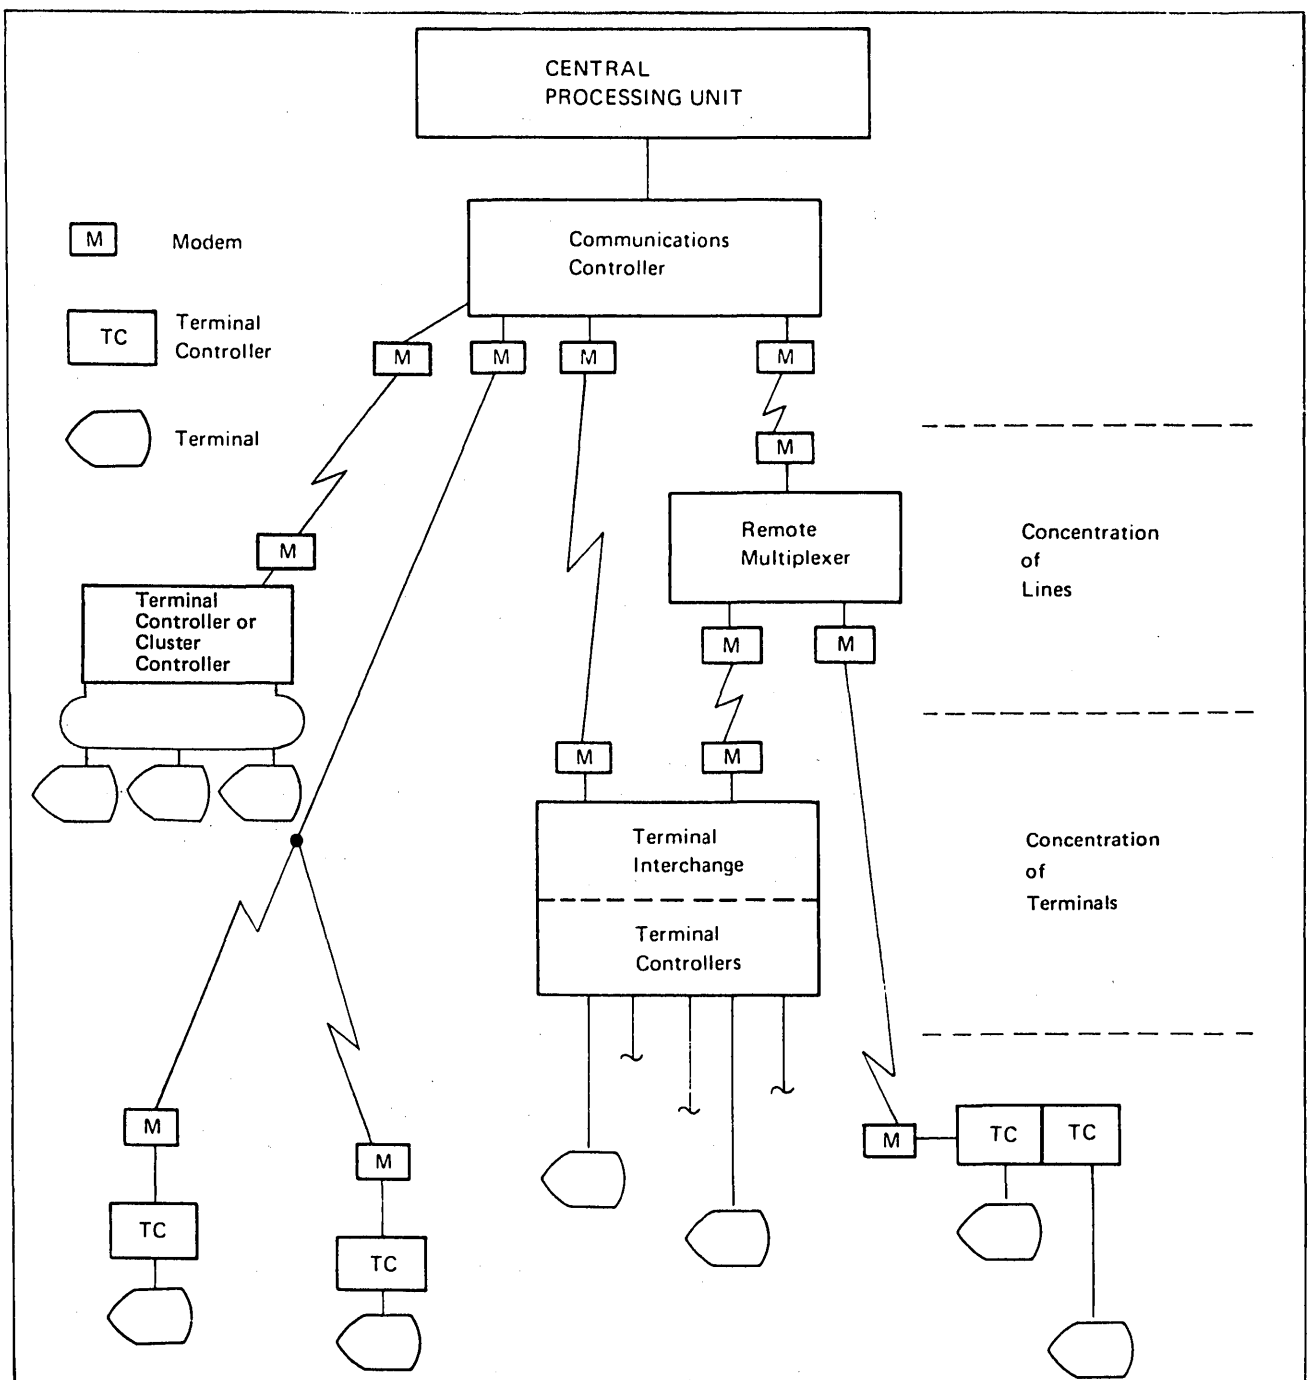 CENTRAL
PROCESSING UNIT
M
Modem
Communications
Controller
TC
Terminal
Controller
M
M
M
M
Terminal
M
M
Remote
Multiplexer
Concentration
of
Lines
Terminal
Controller or
Cluster
Controller
M
M
M
M
Terminal
Interchange
Concentration
of
Terminals
Terminal
Controllers
M
M
M
TC
TC
TC
TC